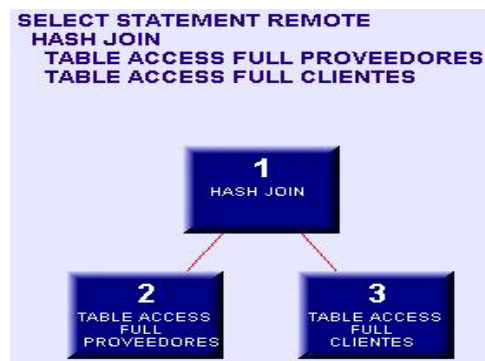 SELECT STATEMENT REMOTE
HASH JOIN
TABLE ACCESS FULL PROVEEDORES
TABLE ACCESS FULL CLIENTES
1
HASH JOIN
2
TABLE ACCESS
FULL
PROVEEDORES
3
TABLE ACCESS
FULL
CLIENTES